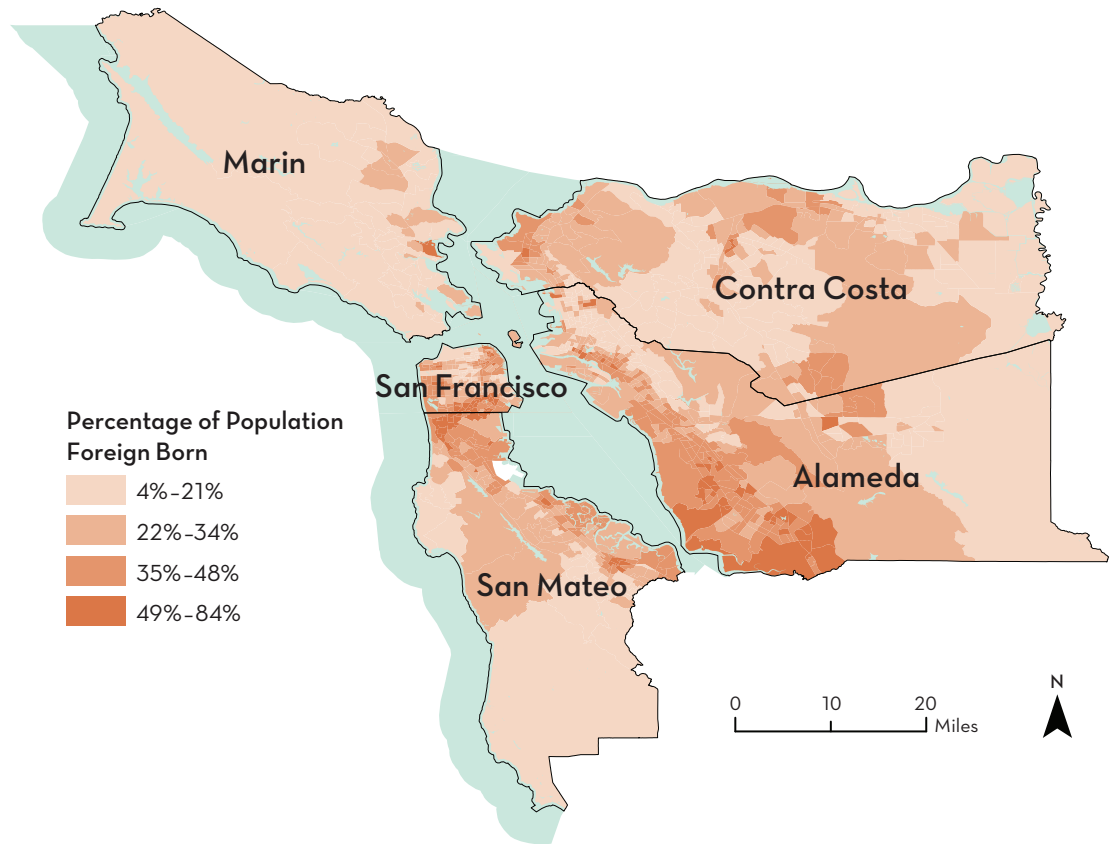 Marin
Contra Costa
San Francisco
Percentage of Population
Foreign Born
4%–21%
22%–34%
35%–48%
49%–84%
Alameda
San Mateo
N
0 10 20
Miles